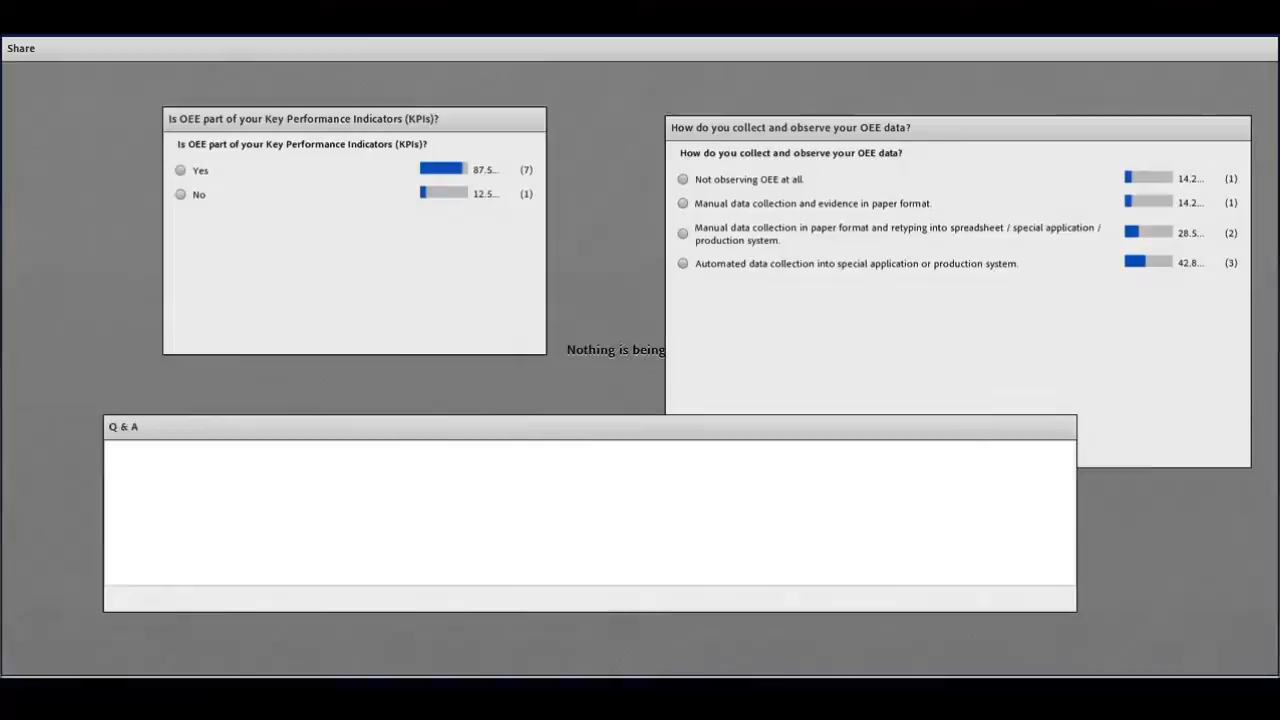 Share
Is OEE part of your Key Performance Indicators (KPIs)?
Is OEE part of your Key Performance Indicators (KPIs)?
Yes 87.5... (7)
No 12.5... (1)
How do you collect and observe your OEE data?
How do you collect and observe your OEE data?
Not observing OEE at all. 14.2... (1)
Manual data collection and evidence in paper format. 14.2... (1)
Manual data collection in paper format and retyping into spreadsheet / special application /
production system. 28.5... (2)
Automated data collection into special application or production system. 42.8... (3)
Nothing is being
Q & A